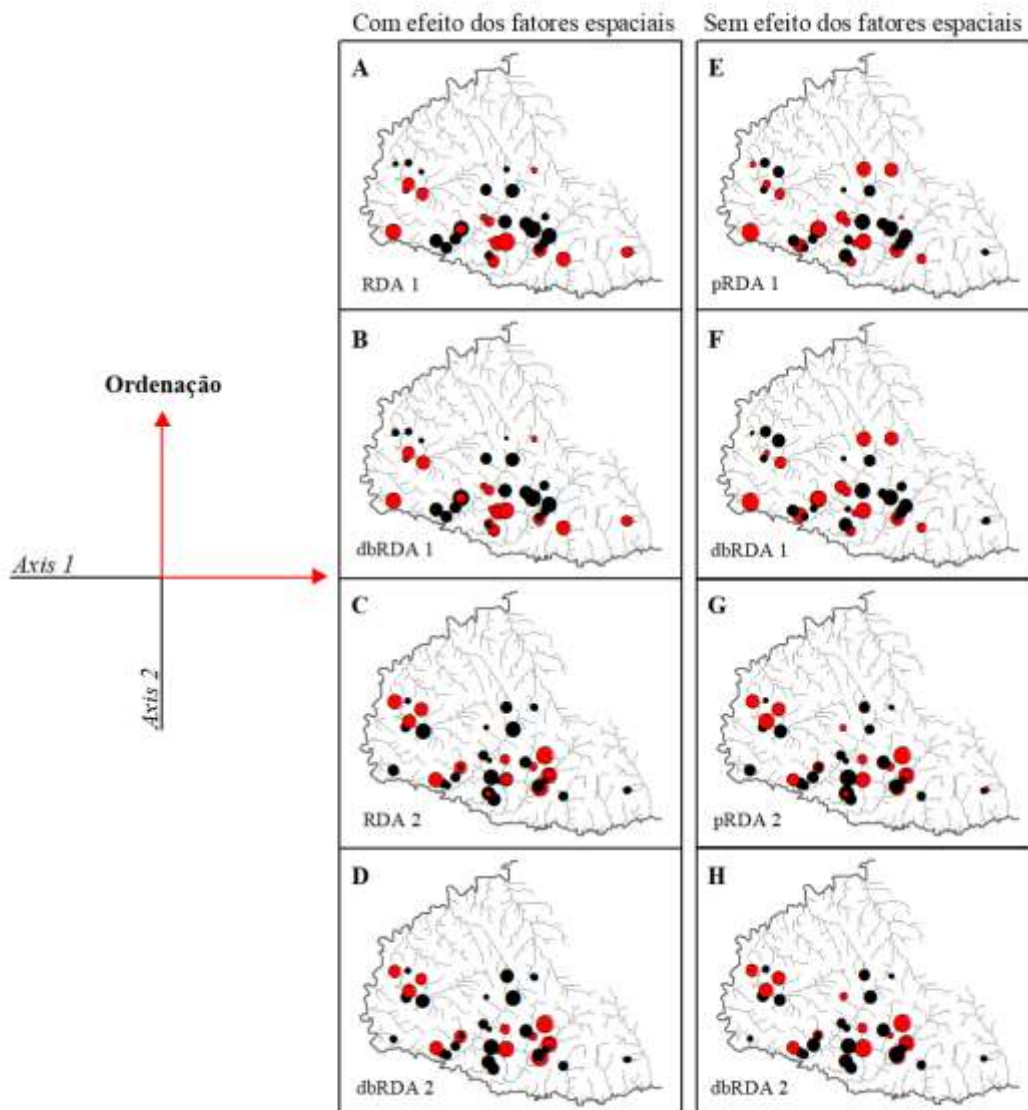 Com efeito dos fatores espaciais
Sem efeito dos fatores espaciais
A
RDA 1
E
pRDA 1
B
dbRDA 1
F
dbRDA 1
Ordenação
Axis 1
Axis 2
C
RDA 2
G
pRDA 2
D
dbRDA 2
H
dbRDA 2